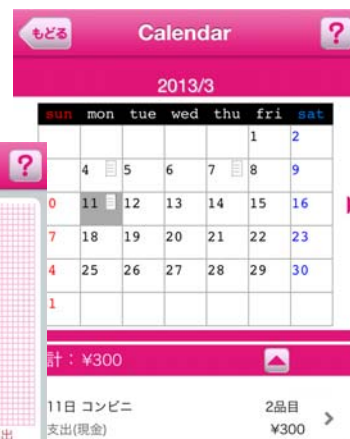 もどる Calendar ?
2013/3
sun mon tue wed thu fri sat
1 2
4 5 6 7 8 9
0 11 12 13 14 15 16
7 18 19 20 21 22 23
4 25 26 27 28 29 30
1
?
計：¥300
11日 コンビニ 2品目
支出(現金) ¥300
出